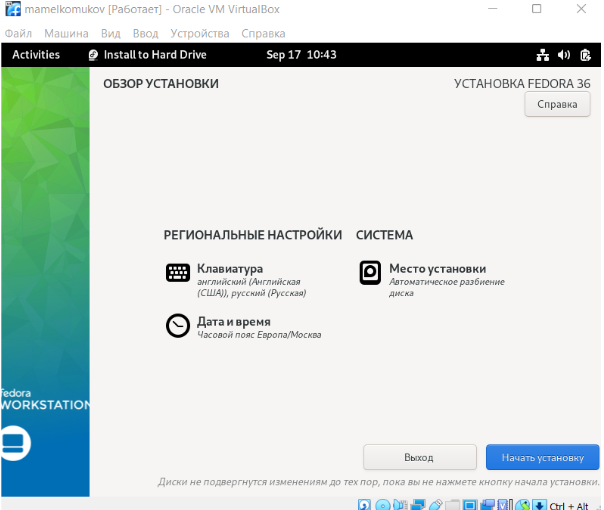 mamelkomukov [Работает] - Oracle VM VirtualBox
Файл Машина Вид Ввод Устройства Справка
Activities Install to Hard Drive Sep 17 10:43
ОБЗОР УСТАНОВКИ
УСТАНОВКА FEDORA 36
Справка
РЕГИОНАЛЬНЫЕ НАСТРОЙКИ
СИСТЕМА
Клавиатура
английский (Английская
(США)), русский (Русская)
Место установки
Автоматическое разбиение
диска
Дата и время
Часовой пояс Европа/Москва
fedora
WORKSTATION
Выход
Начать установку
Диски не подвергнутся изменениям до тех пор, пока вы не нажмете кнопку начала установки.
Ctrl + Alt